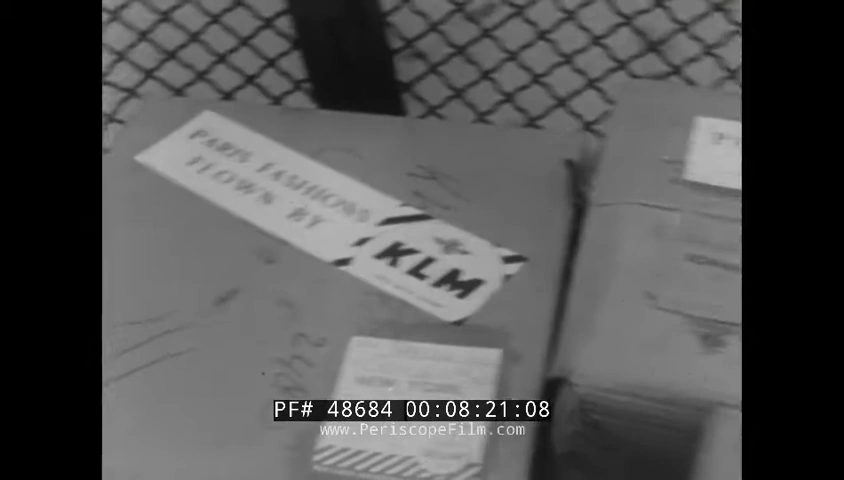 PARIS FASHIONS
FLOWN BY
KLM
NEW YORK
PF# 48684 00:08:21:08
www.PeriscopeFilm.com